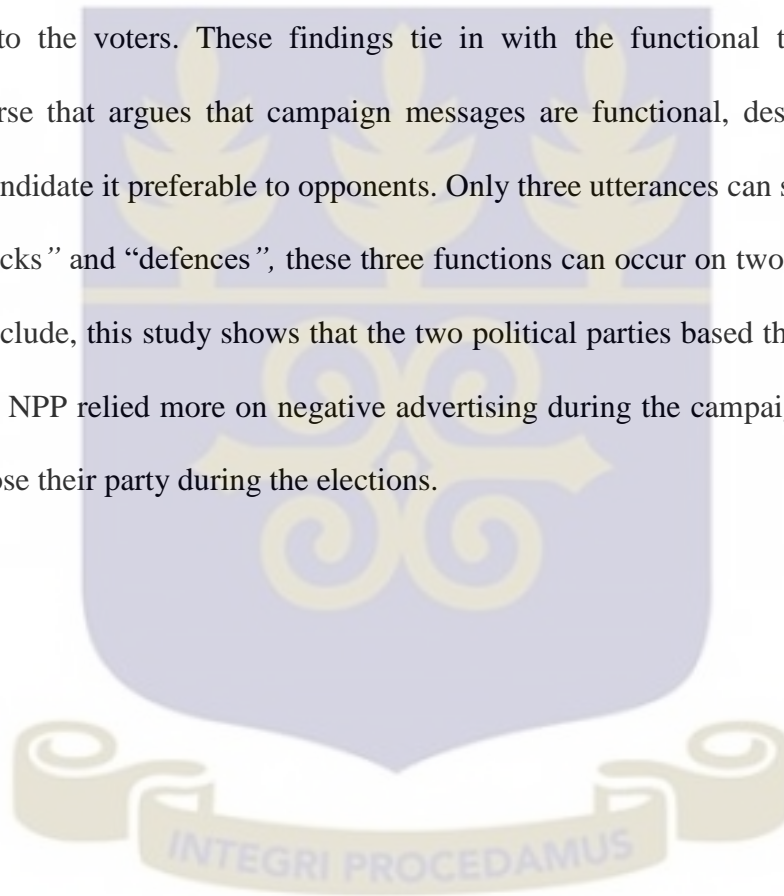 to the voters. These findings tie in with the functional t
rse that argues that campaign messages are functional, des
ndidate it preferable to opponents. Only three utterances can s
cks" and "defences", these three functions can occur on two
clude, this study shows that the two political parties based th
NPP relied more on negative advertising during the campai
ose their party during the elections.
INTEGRI PROCEDAMUS